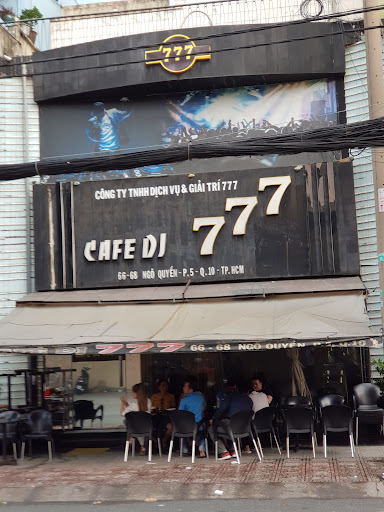 777
CÔNG TY TNHH DỊCH VỤ & GIẢI TRÍ 777
CAFE DJ 777
66-68 NGÔ QUYỀN - P.5 - Q.10 - TP.HCM
777 66-68 NGÔ QUYỀN